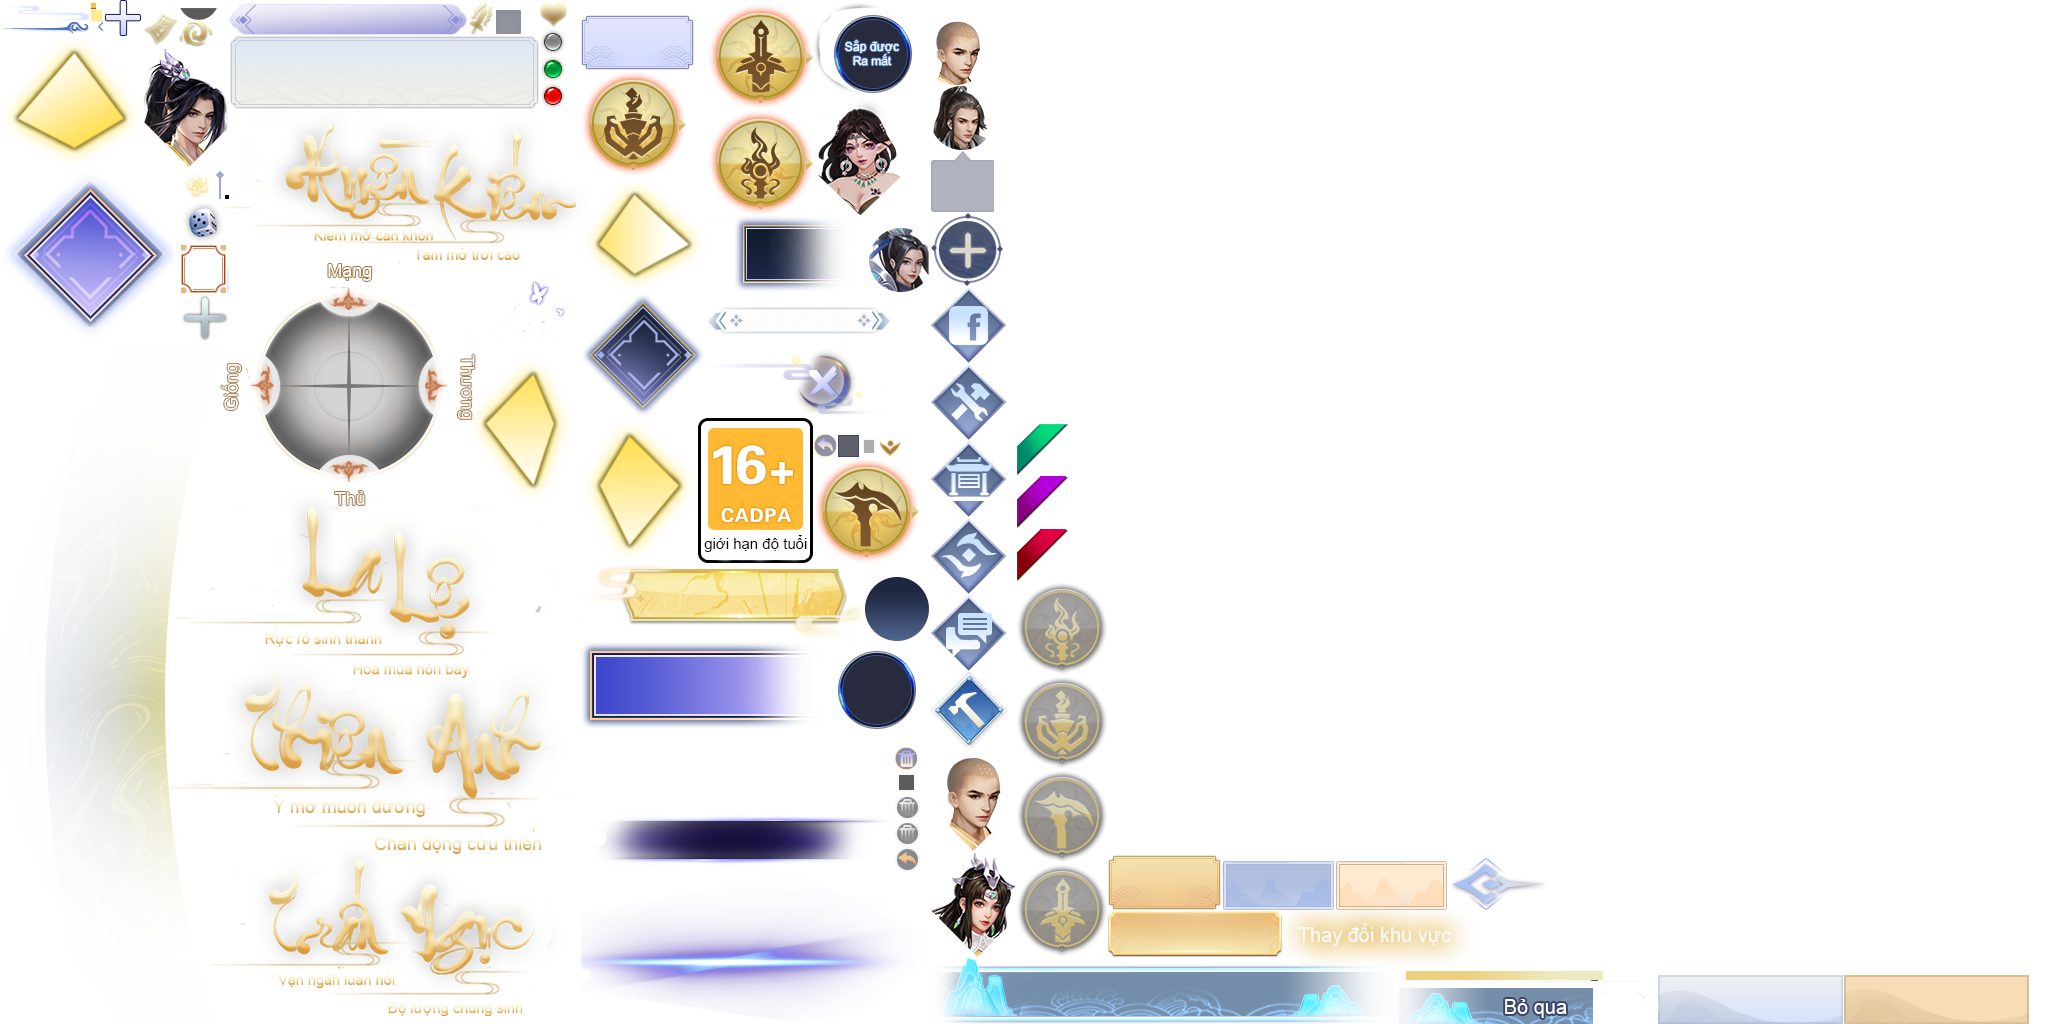 Sắp được
Ra mắt
Huyền Kiếm
Kiếm mở càn khôn
Tâm mở trời cao
Mạng
Giống
Thương
Thủ
16+
CADPA
giới hạn độ tuổi
La Lệ
Rực rỡ sinh thành
Hoa múa hồn bay
Thiên Anh
Ý mở muôn đường
Chấn động cửu thiên
Trần Ngục
Vạn ngàn luân hồi
Độ lượng chúng sinh
Thay đổi khu vực
Bỏ qua